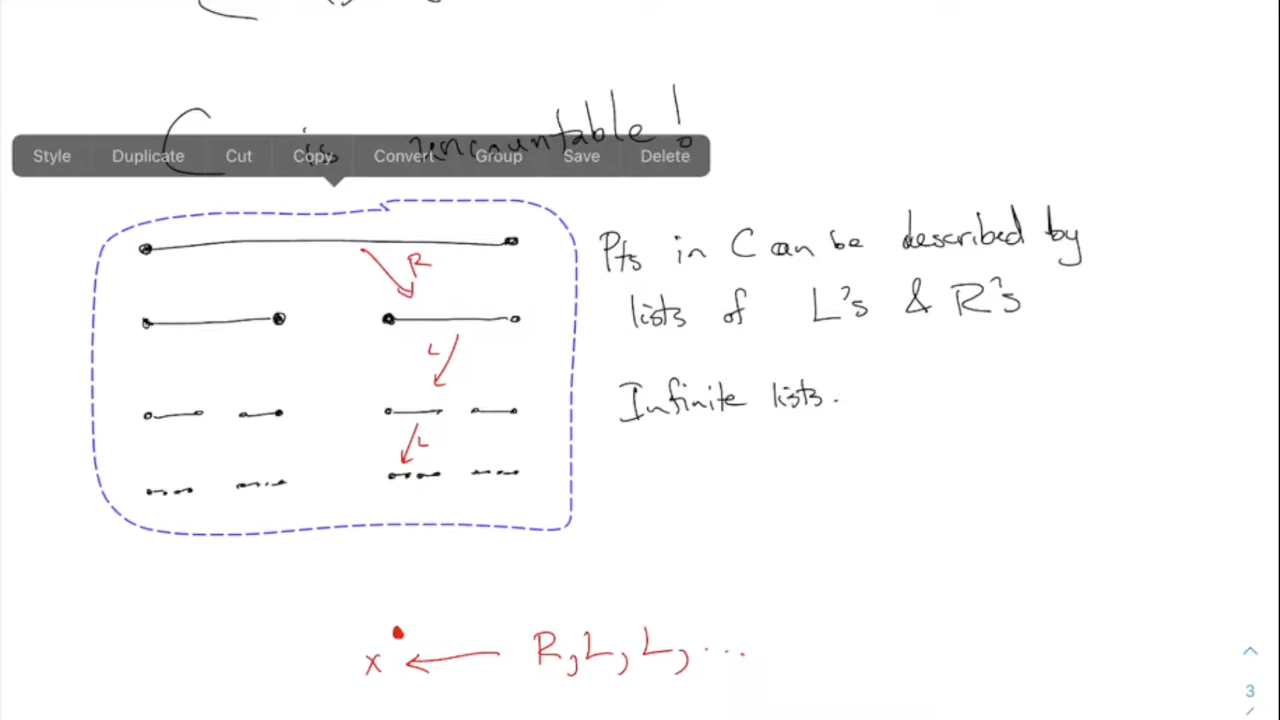 C is uncountable!
Style Duplicate Cut Copy Convert Group Save Delete
R
Pts in C can be described by
lists of L's & R's
L
Infinite lists.
L
x R, L, L, ...
3